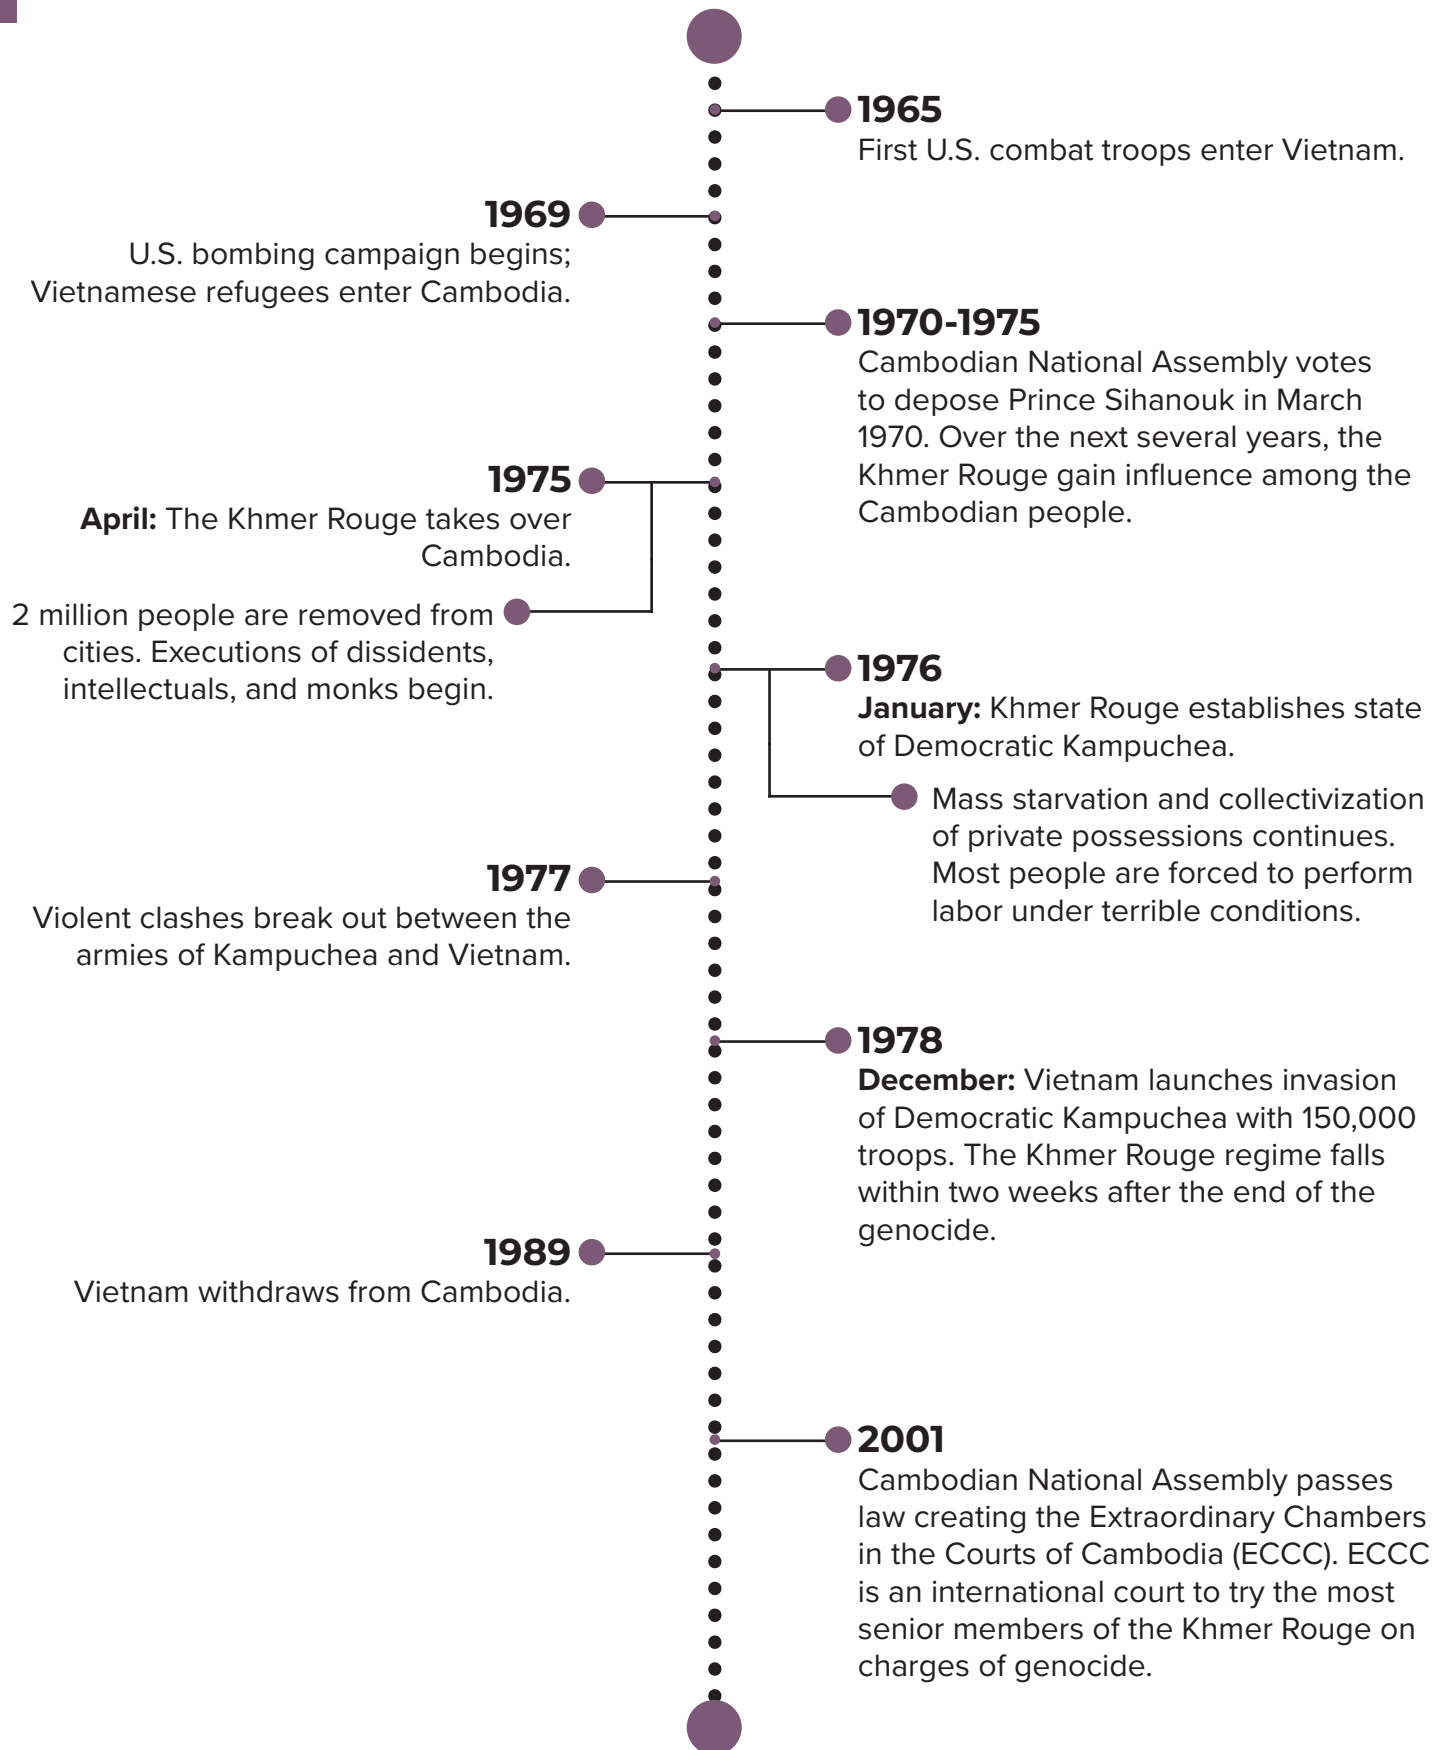 1965
First U.S. combat troops enter Vietnam.
1969
U.S. bombing campaign begins;
Vietnamese refugees enter Cambodia.
1970-1975
Cambodian National Assembly votes
to depose Prince Sihanouk in March
1970. Over the next several years, the
Khmer Rouge gain influence among the
Cambodian people.
1975
April: The Khmer Rouge takes over
Cambodia.
2 million people are removed from
cities. Executions of dissidents,
intellectuals, and monks begin.
1976
January: Khmer Rouge establishes state
of Democratic Kampuchea.
Mass starvation and collectivization
of private possessions continues.
Most people are forced to perform
labor under terrible conditions.
1977
Violent clashes break out between the
armies of Kampuchea and Vietnam.
1978
December: Vietnam launches invasion
of Democratic Kampuchea with 150,000
troops. The Khmer Rouge regime falls
within two weeks after the end of the
genocide.
1989
Vietnam withdraws from Cambodia.
2001
Cambodian National Assembly passes
law creating the Extraordinary Chambers
in the Courts of Cambodia (ECCC). ECCC
is an international court to try the most
senior members of the Khmer Rouge on
charges of genocide.